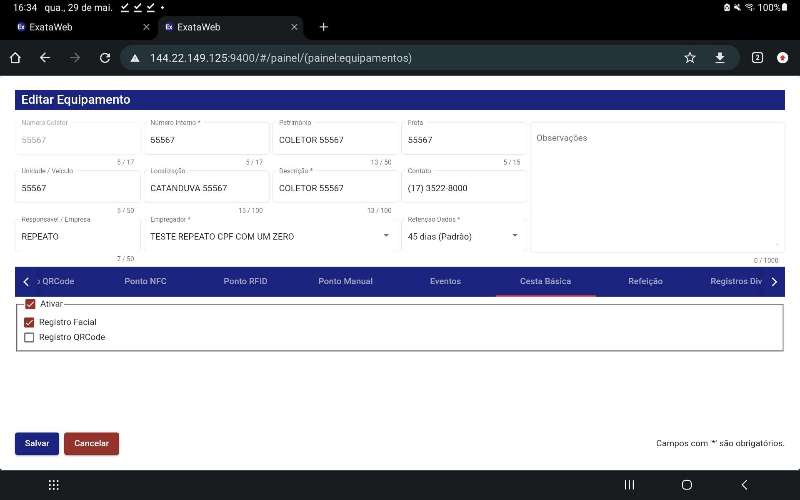 16:34 qua., 29 de mai. 100%
ExataWeb ExataWeb
144.22.149.125:9400/#/painel/(painel:equipamentos) 2
Editar Equipamento
Número Coletor Número Interno * Patrimônio Frota
55567 55567 COLETOR 55567 55567 Observações
5 / 17 5 / 17 13 / 50 5 / 15
Unidade / Veículo Localização Descrição * Contato
55567 CATANDUVA 55567 COLETOR 55567 (17) 3522-8000
5 / 50 15 / 100 13 / 100
Responsável / Empresa Empregador * Retenção Dados *
REPEATO TESTE REPEATO CPF COM UM ZERO 45 dias (Padrão)
7 / 50 0 / 1000
QRCode Ponto NFC Ponto RFID Ponto Manual Eventos Cesta Básica Refeição Registros Div
Ativar
Registro Facial
Registro QRCode
Salvar Cancelar Campos com '*' são obrigatórios.